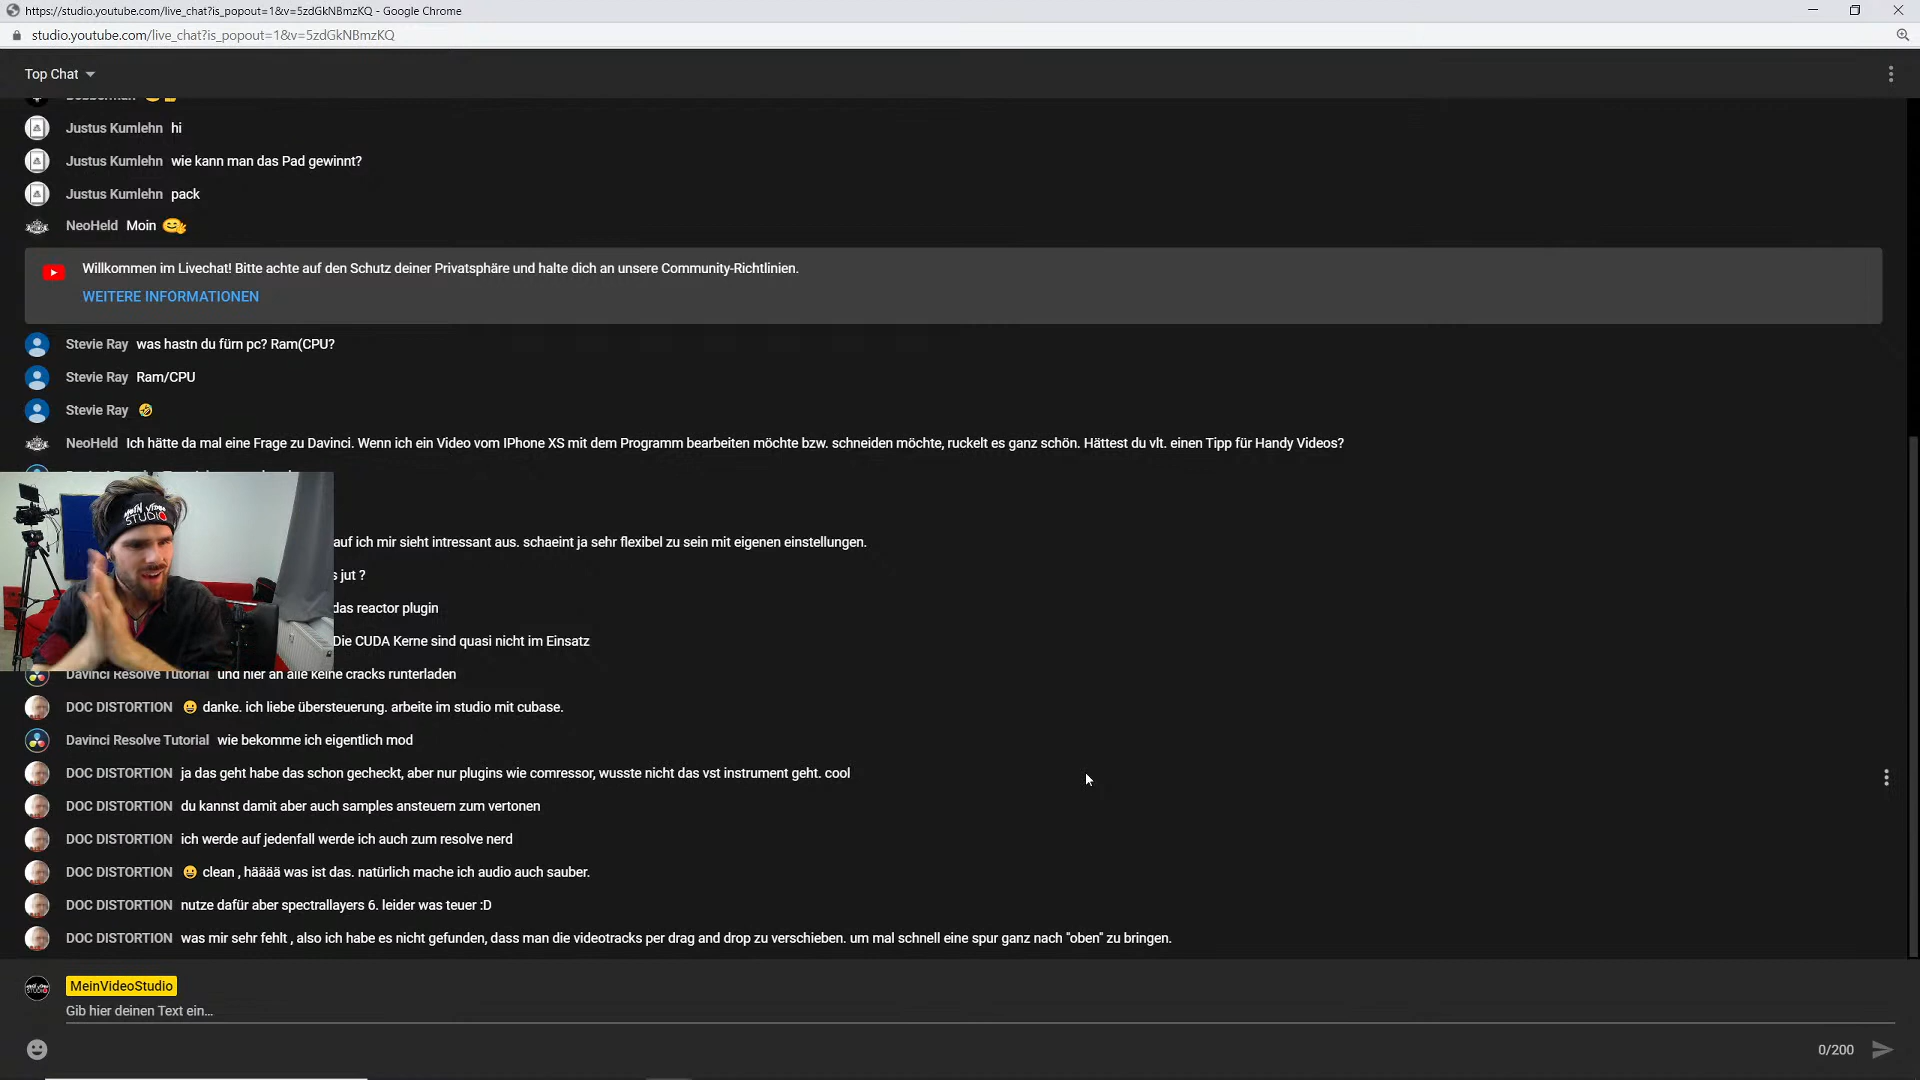 https://studio.youtube.com/live_chat?is_popout=1&v=5zdGkNBmzKQ - Google Chrome
studio.youtube.com/live_chat?is_popout=1&v=5zdGkNBmzKQ
Top Chat
Justus Kumlehn hi
Justus Kumlehn wie kann man das Pad gewinnt?
Justus Kumlehn pack
NeoHeld Moin 😊👋
Willkommen im Livechat! Bitte achte auf den Schutz deiner Privatsphäre und halte dich an unsere Community-Richtlinien.
WEITERE INFORMATIONEN
Stevie Ray was hastn du fürn pc? Ram(CPU?
Stevie Ray Ram/CPU
Stevie Ray 🤣
NeoHeld Ich hätte da mal eine Frage zu Davinci. Wenn ich ein Video vom IPhone XS mit dem Programm bearbeiten möchte bzw. schneiden möchte, ruckelt es ganz schön. Hättest du vlt. einen Tipp für Handy Videos?
MEIN VIDEO
STUDIO
auf ich mir sieht intressant aus. schaeint ja sehr flexibel zu sein mit eigenen einstellungen.
jut ?
das reactor plugin
Die CUDA Kerne sind quasi nicht im Einsatz
Davinci Resolve Tutorial und hier an alle keine cracks runterladen
DOC DISTORTION 😀 danke. ich liebe übersteuerung. arbeite im studio mit cubase.
Davinci Resolve Tutorial wie bekomme ich eigentlich mod
DOC DISTORTION ja das geht habe das schon gecheckt, aber nur plugins wie comressor, wusste nicht das vst instrument geht. cool
DOC DISTORTION du kannst damit aber auch samples ansteuern zum vertonen
DOC DISTORTION ich werde auf jedenfall werde ich auch zum resolve nerd
DOC DISTORTION 😀 clean , hääää was ist das. natürlich mache ich audio auch sauber.
DOC DISTORTION nutze dafür aber spectrallayers 6. leider was teuer :D
DOC DISTORTION was mir sehr fehlt , also ich habe es nicht gefunden, dass man die videotracks per drag and drop zu verschieben. um mal schnell eine spur ganz nach "oben" zu bringen.
MeinVideoStudio
Gib hier deinen Text ein...
0/200